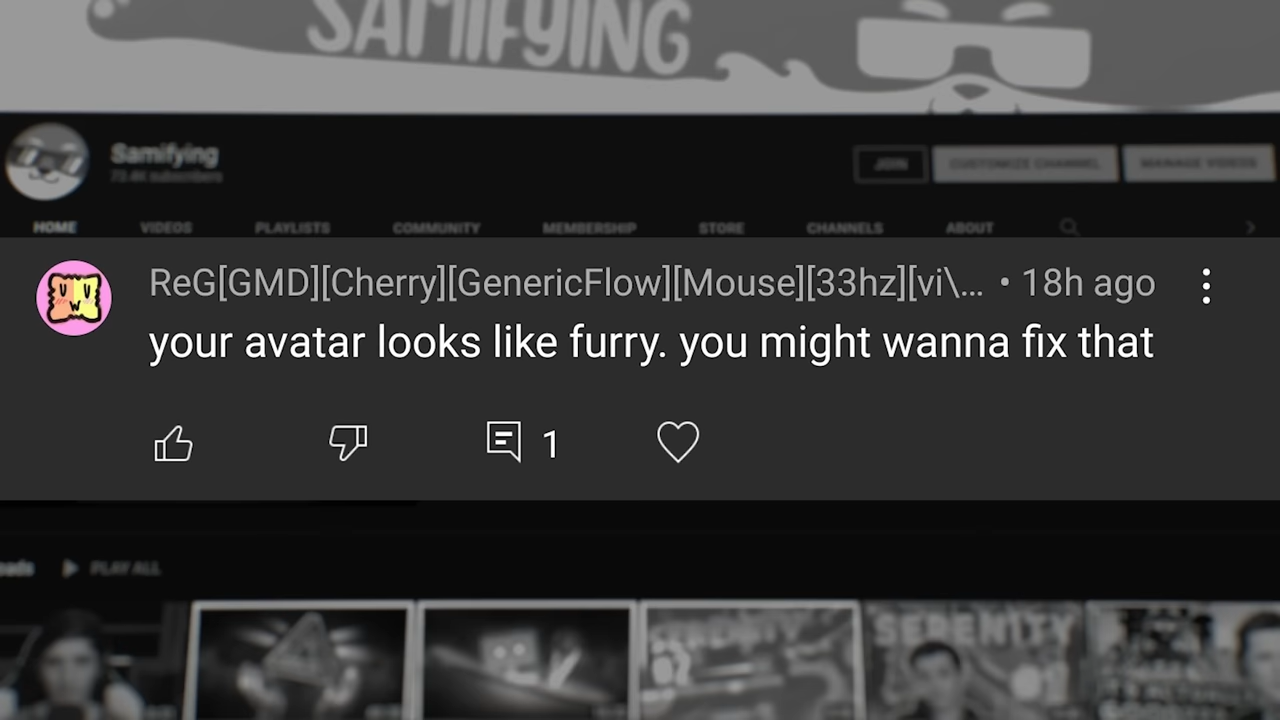 SAMIFYING
Samifying
73.4K subscribers
JOIN
CUSTOMIZE CHANNEL
MANAGE VIDEOS
HOME
VIDEOS
PLAYLISTS
COMMUNITY
MEMBERSHIP
STORE
CHANNELS
ABOUT
ReG[GMD][Cherry][GenericFlow][Mouse][33hz][vi\... • 18h ago
your avatar looks like furry. you might wanna fix that
1
PLAY ALL
SERENITY